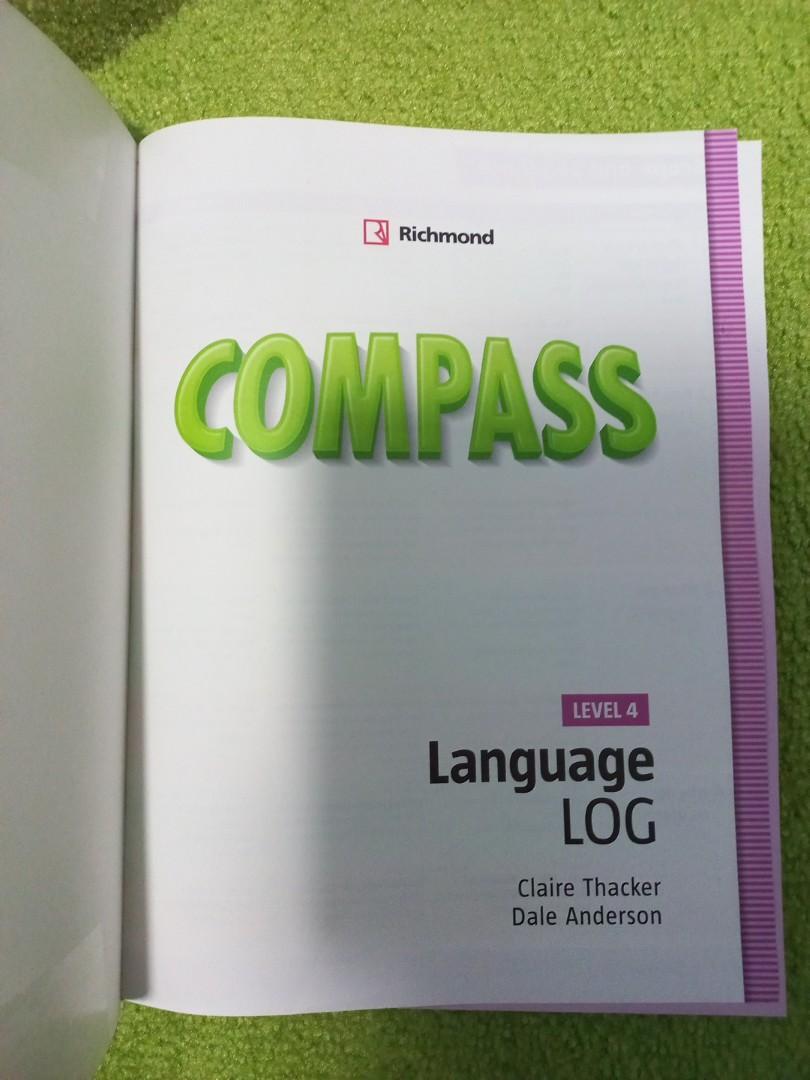 Richmond
COMPASS
LEVEL 4
Language
LOG
Claire Thacker
Dale Anderson